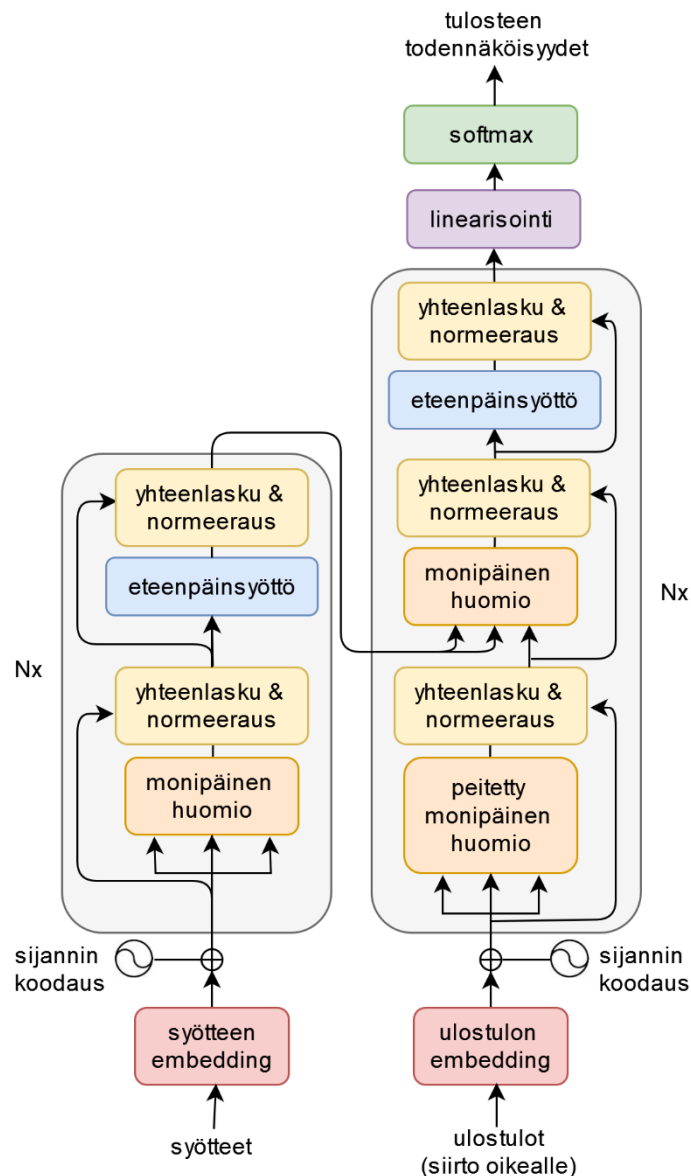 tulosteen
todennäköisyydet
softmax
linearisointi
yhteenlasku &
normeeraus
eteenpäinsyöttö
yhteenlasku &
normeeraus
monipäinen
huomio
Nx
yhteenlasku &
normeeraus
peitetty
monipäinen
huomio
yhteenlasku &
normeeraus
eteenpäinsyöttö
Nx
yhteenlasku &
normeeraus
monipäinen
huomio
sijannin
koodaus
sijannin
koodaus
syötteen
embedding
ulostulon
embedding
syötteet
ulostulot
(siirto oikealle)